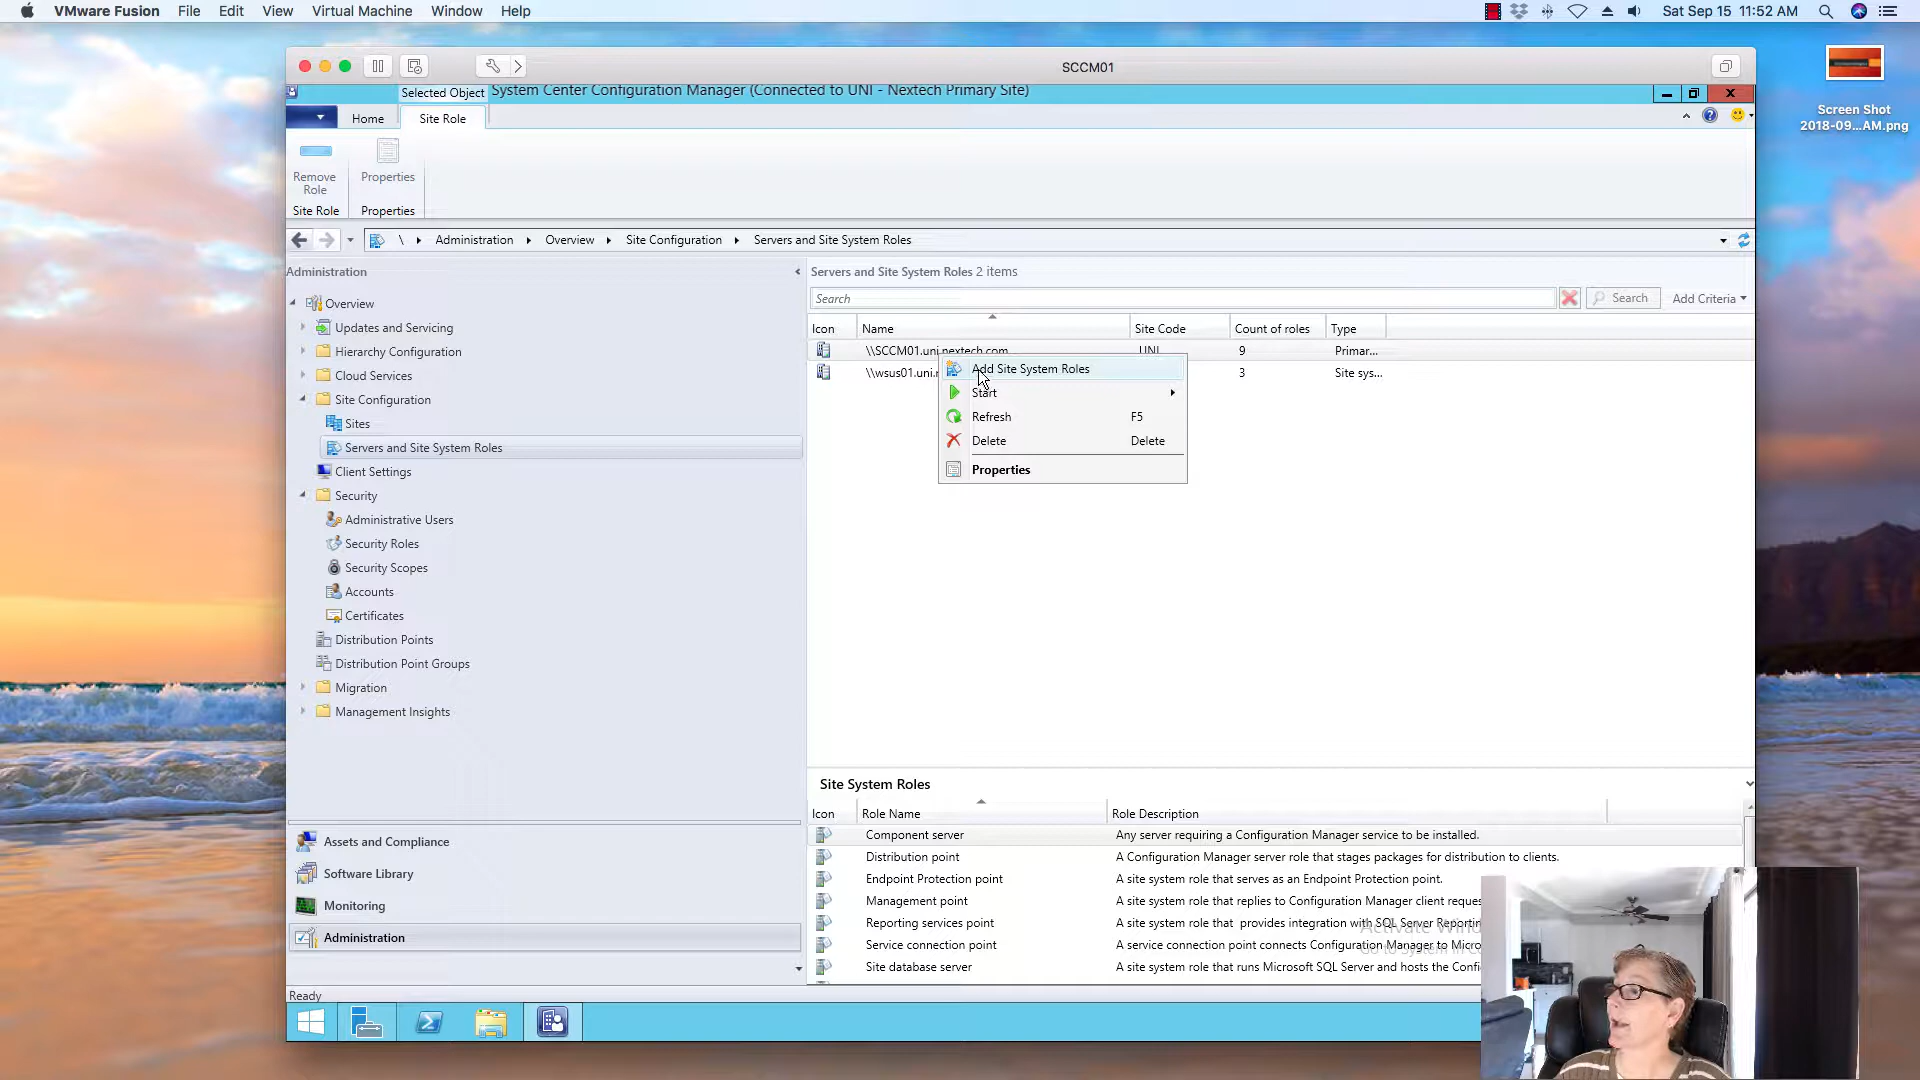 VMware Fusion File Edit View Virtual Machine Window Help Sat Sep 15 11:52 AM
SCCM01
Screen Shot
2018-09...AM.png
Selected Object System Center Configuration Manager (Connected to UNI - Nextech Primary Site)
Home Site Role
Remove Role Properties
Site Role Properties
\ Administration Overview Site Configuration Servers and Site System Roles
Administration
Overview
Updates and Servicing
Hierarchy Configuration
Cloud Services
Site Configuration
Sites
Servers and Site System Roles
Client Settings
Security
Administrative Users
Security Roles
Security Scopes
Accounts
Certificates
Distribution Points
Distribution Point Groups
Migration
Management Insights
Assets and Compliance
Software Library
Monitoring
Administration
Ready
Servers and Site System Roles 2 items
Search Search Add Criteria
Icon Name Site Code Count of roles Type
\\SCCM01.uni.nextech.com UNI 9 Primar...
\\wsus01.uni. 3 Site sys...
Add Site System Roles
Start
Refresh F5
Delete Delete
Properties
Site System Roles
Icon Role Name Role Description
Component server Any server requiring a Configuration Manager service to be installed.
Distribution point A Configuration Manager server role that stages packages for distribution to clients.
Endpoint Protection point A site system role that serves as an Endpoint Protection point.
Management point A site system role that replies to Configuration Manager client
Reporting services point A site system role that provides integration with SQL Server
Service connection point A service connection point connects Configuration Manager to
Site database server A site system role that runs Microsoft SQL Server and hosts the
Activate
Go to System in